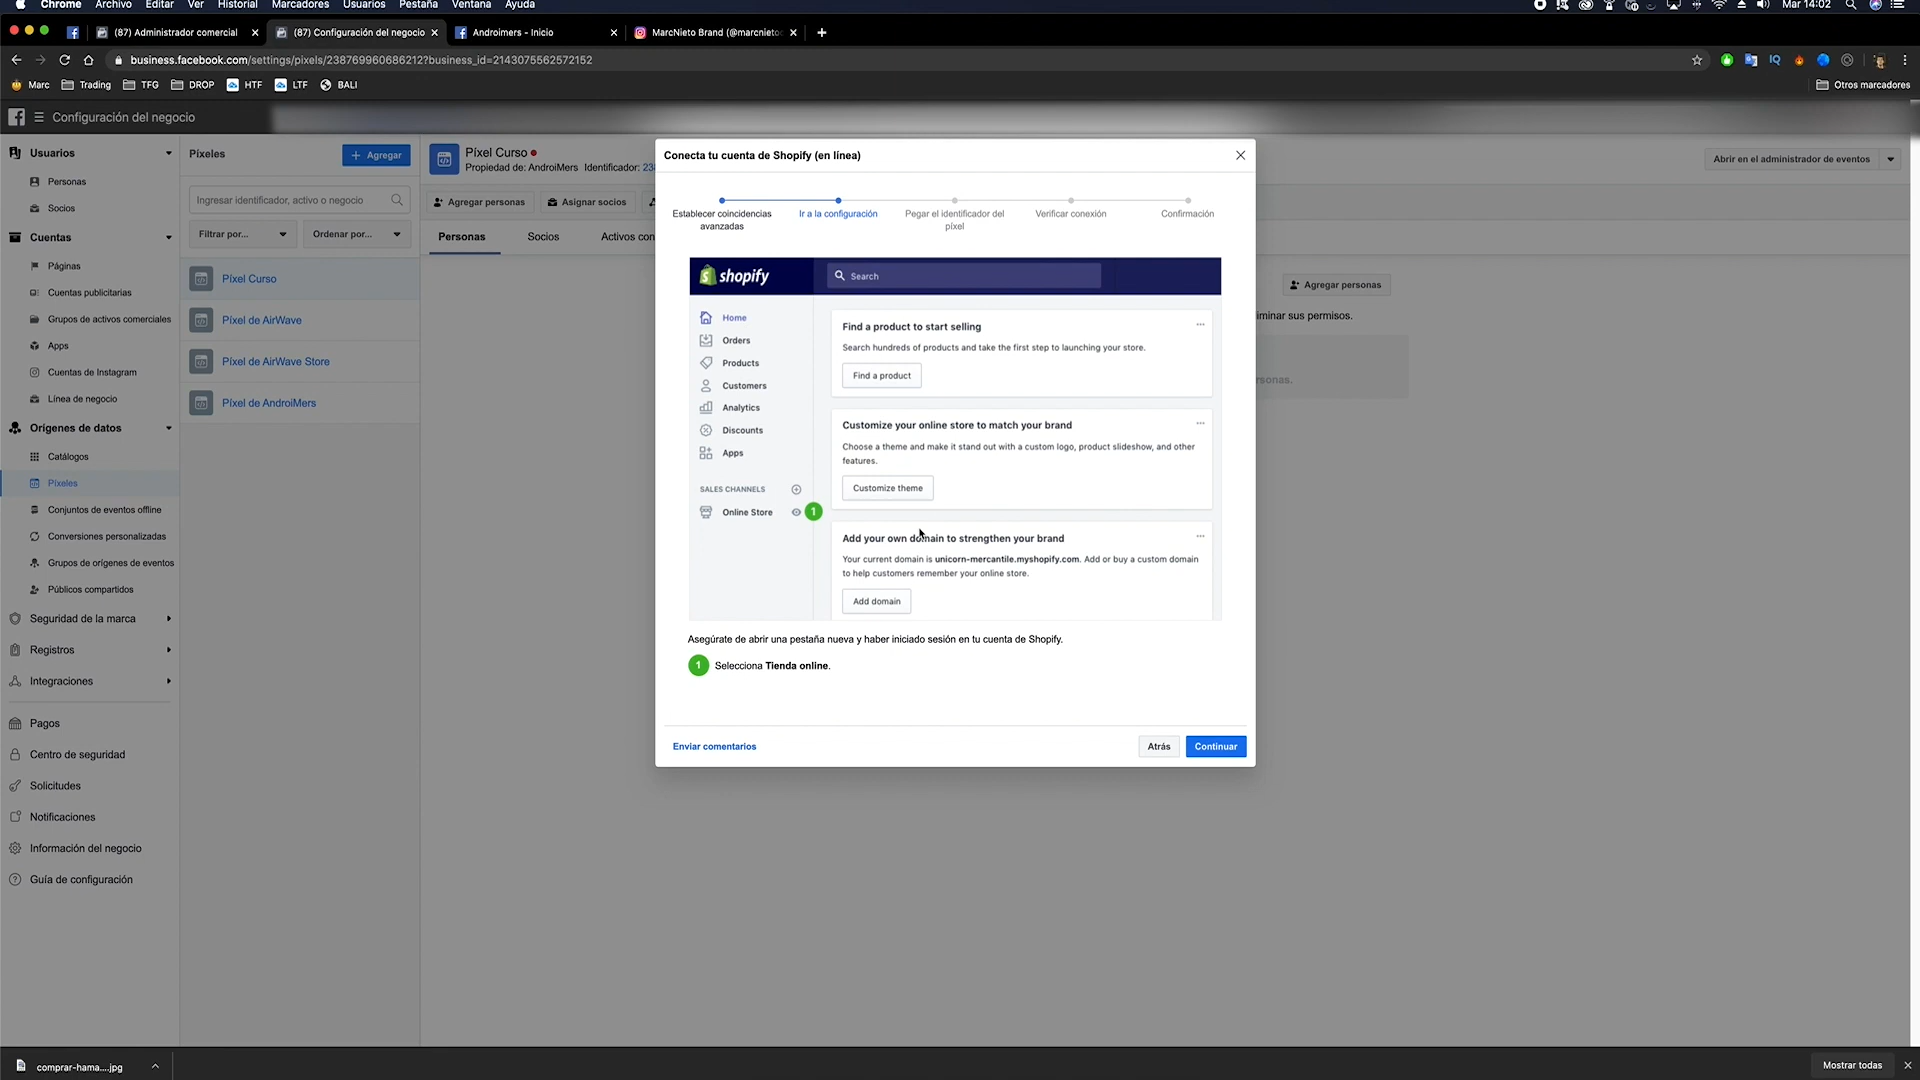 Chrome Archivo Editar Ver Historial Marcadores Usuarios Pestaña Ventana Ayuda
Mar 14:02
(87) Administrador comercial
(87) Configuración del negocio
Androimers - Inicio
MarcNieto Brand (@marcnieto
business.facebook.com/settings/pixels/238769960686212?business_id=2143075562572152
Marc Trading TFG DROP HTF LTF BALI
Otros marcadores
Configuración del negocio
Usuarios
Personas
Socios
Cuentas
Páginas
Cuentas publicitarias
Grupos de activos comerciales
Apps
Cuentas de Instagram
Línea de negocio
Orígenes de datos
Catálogos
Píxeles
Conjuntos de eventos offline
Conversiones personalizadas
Grupos de orígenes de eventos
Públicos compartidos
Seguridad de la marca
Registros
Integraciones
Pagos
Centro de seguridad
Solicitudes
Notificaciones
Información del negocio
Guía de configuración
Píxeles
+ Agregar
Ingresar identificador, activo o negocio
Filtrar por...
Ordenar por...
Píxel Curso
Píxel de AirWave
Píxel de AirWave Store
Píxel de AndroiMers
Píxel Curso
Propiedad de: AndroiMers Identificador: 23
Abrir en el administrador de eventos
Agregar personas
Asignar socios
Personas
Socios
Activos con
Agregar personas
iminar sus permisos.
rsonas.
Conecta tu cuenta de Shopify (en línea)
Establecer coincidencias
avanzadas
Ir a la configuración
Pegar el identificador del
píxel
Verificar conexión
Confirmación
shopify
Search
Home
Orders
Products
Customers
Analytics
Discounts
Apps
SALES CHANNELS
Online Store
1
Find a product to start selling
Search hundreds of products and take the first step to launching your store.
Find a product
Customize your online store to match your brand
Choose a theme and make it stand out with a custom logo, product slideshow, and other
features.
Customize theme
Add your own domain to strengthen your brand
Your current domain is unicorn-mercantile.myshopify.com. Add or buy a custom domain
to help customers remember your online store.
Add domain
Asegúrate de abrir una pestaña nueva y haber iniciado sesión en tu cuenta de Shopify.
1 Selecciona Tienda online.
Enviar comentarios
Atrás
Continuar
comprar-hama....jpg
Mostrar todas